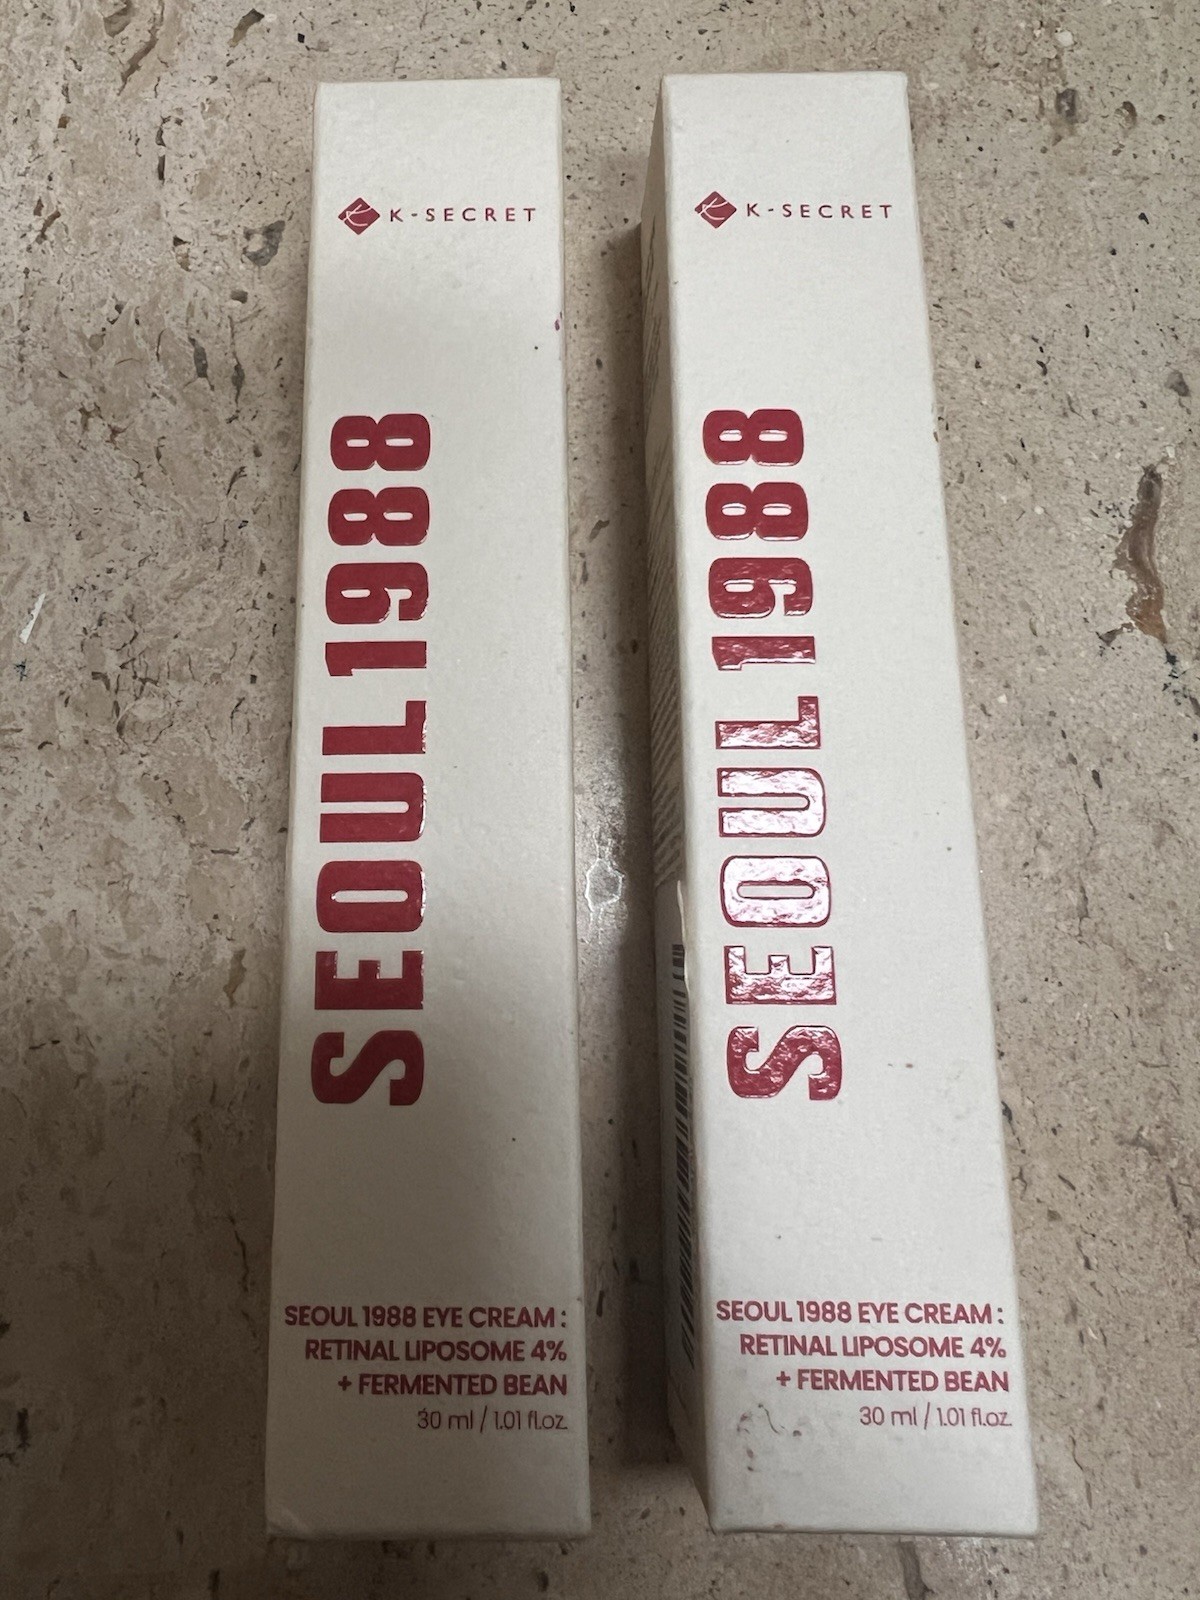 K-SECRET
SEOUL 1988
SEOUL 1988 EYE CREAM :
RETINAL LIPOSOME 4%
+ FERMENTED BEAN
30 ml / 1.01 fl.oz.
K-SECRET
SEOUL 1988
SEOUL 1988 EYE CREAM :
RETINAL LIPOSOME 4%
+ FERMENTED BEAN
30 ml / 1.01 fl.oz.